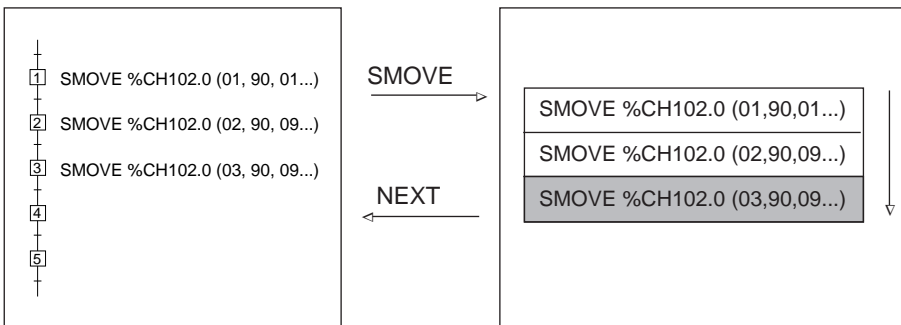 1 SMOVE %CH102.0 (01, 90, 01...)
2 SMOVE %CH102.0 (02, 90, 09...)
3 SMOVE %CH102.0 (03, 90, 09...)
4
5
SMOVE
NEXT
SMOVE %CH102.0 (01,90,01...)
SMOVE %CH102.0 (02,90,09...)
SMOVE %CH102.0 (03,90,09...)